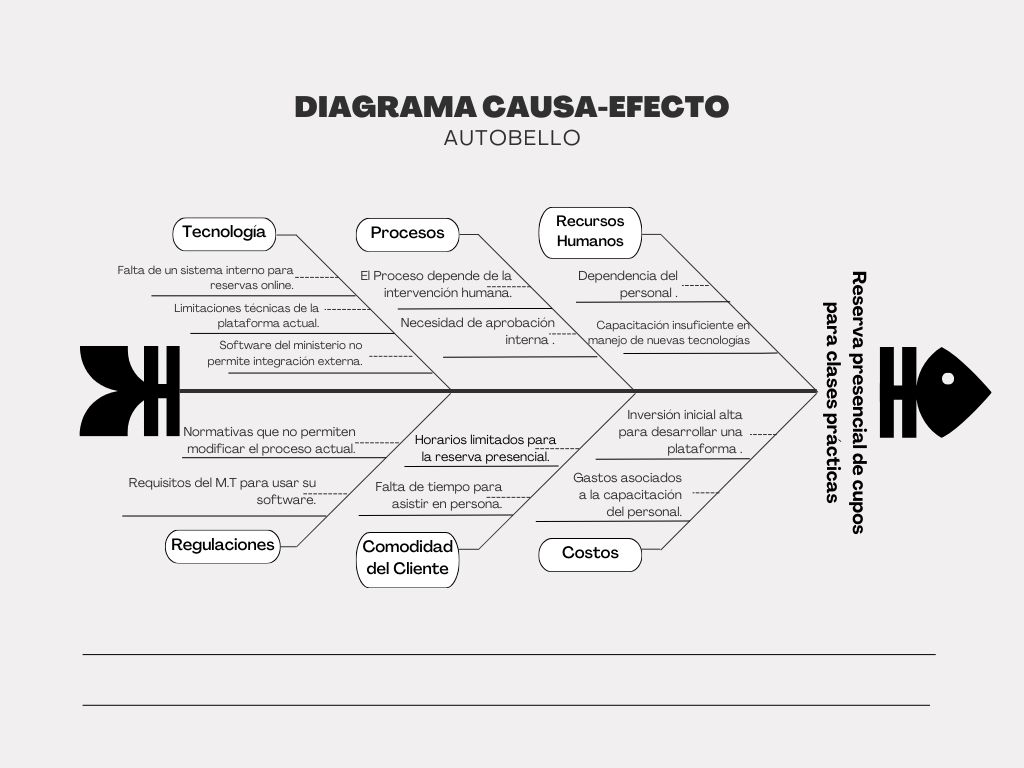 DIAGRAMA CAUSA-EFECTO
AUTOBELLO
Tecnología
Falta de un sistema interno para
reservas online.
Limitaciones técnicas de la
plataforma actual.
Software del ministerio no
permite integración externa.
Procesos
El Proceso depende de la
intervención humana.
Necesidad de aprobación
interna .
Recursos
Humanos
Dependencia del
personal .
Capacitación insuficiente en
manejo de nuevas tecnologias
Reserva presencial de cupos
para clases prácticas
Normativas que no permiten
modificar el proceso actual.
Requisitos del M.T para usar su
software.
Regulaciones
Horarios limitados para
la reserva presencial.
Falta de tiempo para
asistir en persona.
Comodidad
del Cliente
Inversión inicial alta
para desarrollar una
plataforma .
Gastos asociados
a la capacitación
del personal.
Costos